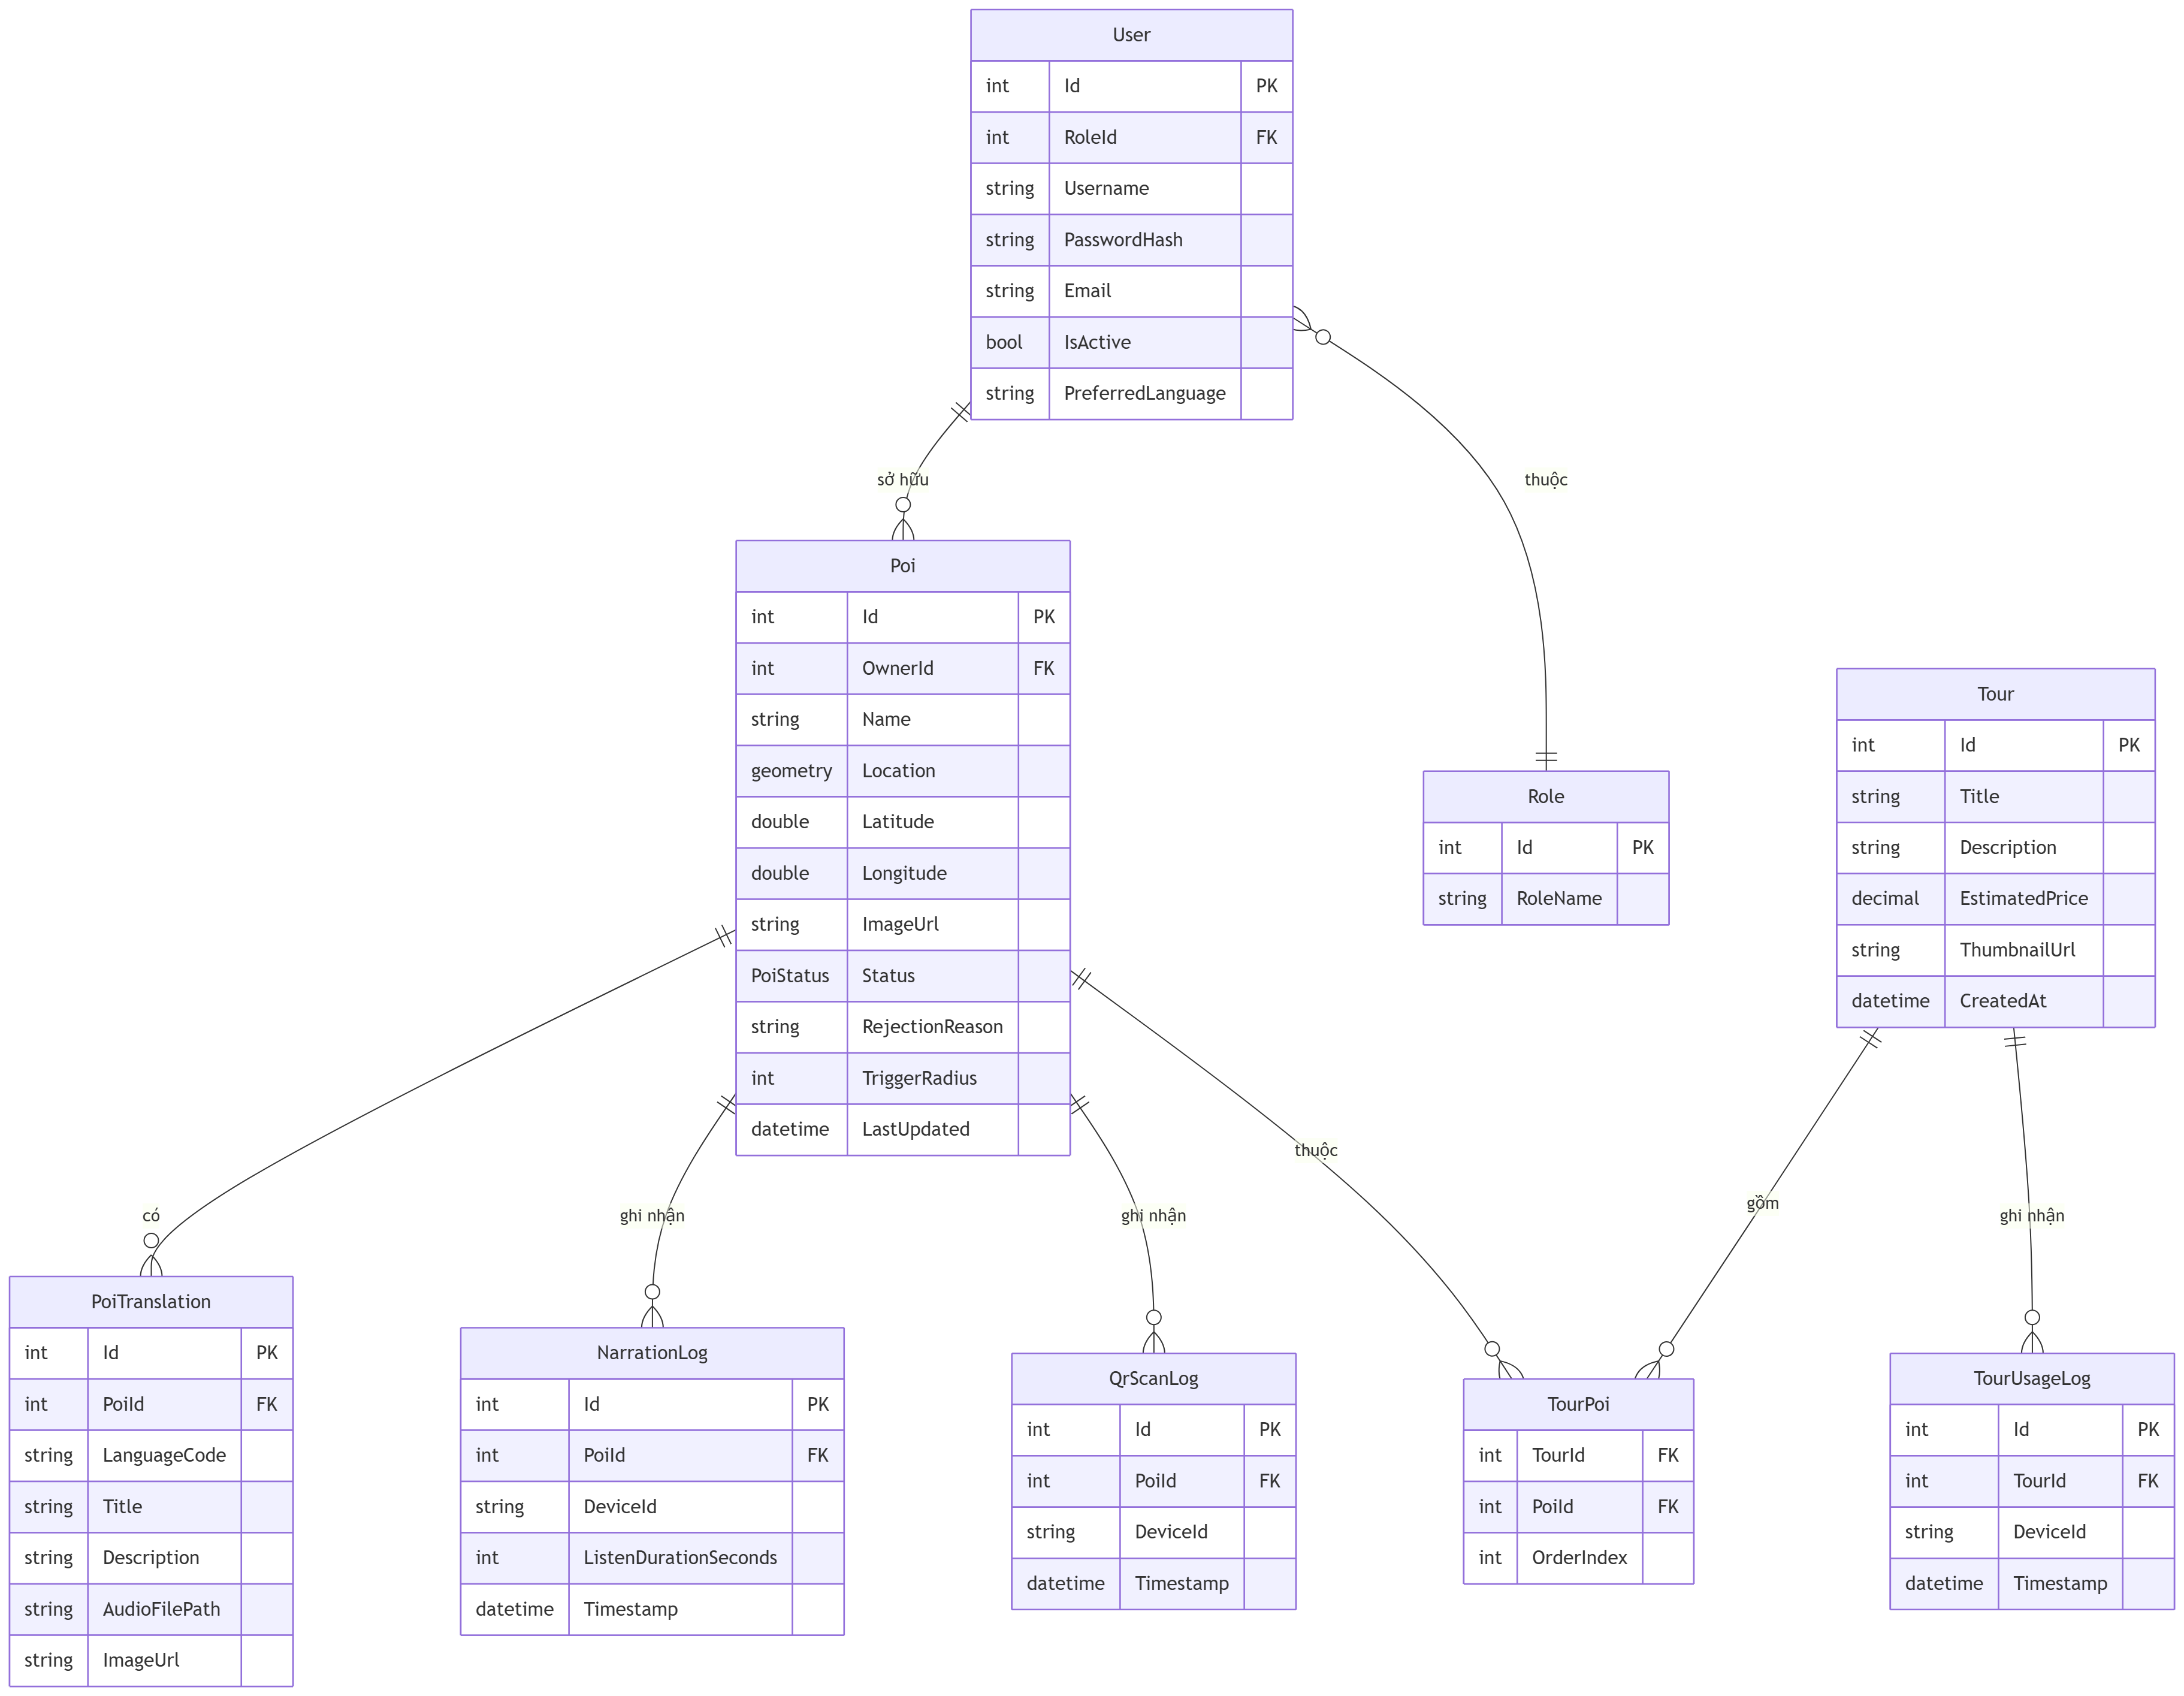 User
int Id PK
int RoleId FK
string Username
string PasswordHash
string Email
bool IsActive
string PreferredLanguage
sở hữu
thuộc
Poi
int Id PK
int OwnerId FK
string Name
geometry Location
double Latitude
double Longitude
string ImageUrl
PoiStatus Status
string RejectionReason
int TriggerRadius
datetime LastUpdated
Role
int Id PK
string RoleName
Tour
int Id PK
string Title
string Description
decimal EstimatedPrice
string ThumbnailUrl
datetime CreatedAt
có
ghi nhận
ghi nhận
thuộc
gồm
ghi nhận
PoiTranslation
int Id PK
int PoiId FK
string LanguageCode
string Title
string Description
string AudioFilePath
string ImageUrl
NarrationLog
int Id PK
int PoiId FK
string DeviceId
int ListenDurationSeconds
datetime Timestamp
QrScanLog
int Id PK
int PoiId FK
string DeviceId
datetime Timestamp
TourPoi
int TourId FK
int PoiId FK
int OrderIndex
TourUsageLog
int Id PK
int TourId FK
string DeviceId
datetime Timestamp